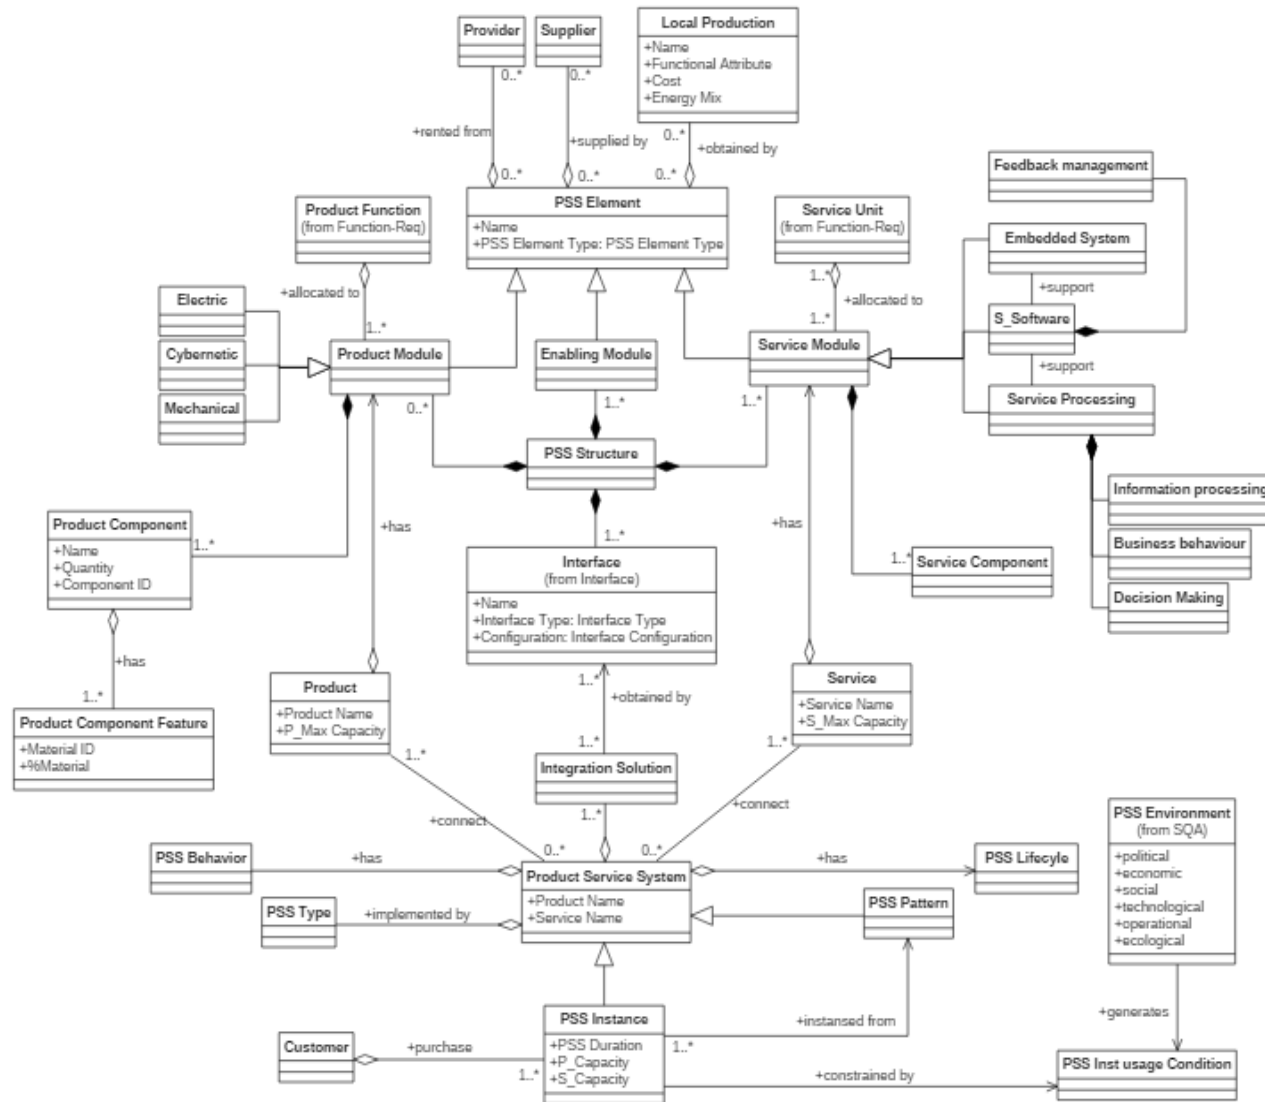 Provider
Supplier
Local Production
+Name
+Functional Attribute
+Cost
+Energy Mix
0..*
0..*
0..*
+rented from
+supplied by
+obtained by
0..*
0..*
0..*
Feedback management
Product Function
(from Function-Req)
PSS Element
+Name
+PSS Element Type: PSS Element Type
Service Unit
(from Function-Req)
Embedded System
1..*
+allocated to
+allocated to
+support
Electric
1..*
1..*
S_Software
Cybernetic
Product Module
Enabling Module
Service Module
+support
Mechanical
0..*
1..*
1..*
Service Processing
PSS Structure
Information processing
+has
+has
Product Component
+Name
+Quantity
+Component ID
1..*
1..*
Interface
(from Interface)
+Name
+Interface Type: Interface Type
+Configuration: Interface Configuration
1..*
Service Component
Business behaviour
Decision Making
+has
1..*
Product Component Feature
+Material ID
+%Material
Product
+Product Name
+P_Max Capacity
1..*
+obtained by
1..*
Service
+Service Name
+S_Max Capacity
1..*
1..*
Integration Solution
1..*
+connect
+connect
PSS Environment
(from SQA)
+political
+economic
+social
+technological
+operational
+ecological
0..*
0..*
PSS Behavior
+has
Product Service System
+Product Name
+Service Name
+has
PSS Lifecyle
PSS Type
+implemented by
PSS Pattern
PSS Instance
+PSS Duration
+P_Capacity
+S_Capacity
+instansed from
1..*
+generates
Customer
+purchase
1..*
+constrained by
PSS Inst usage Condition